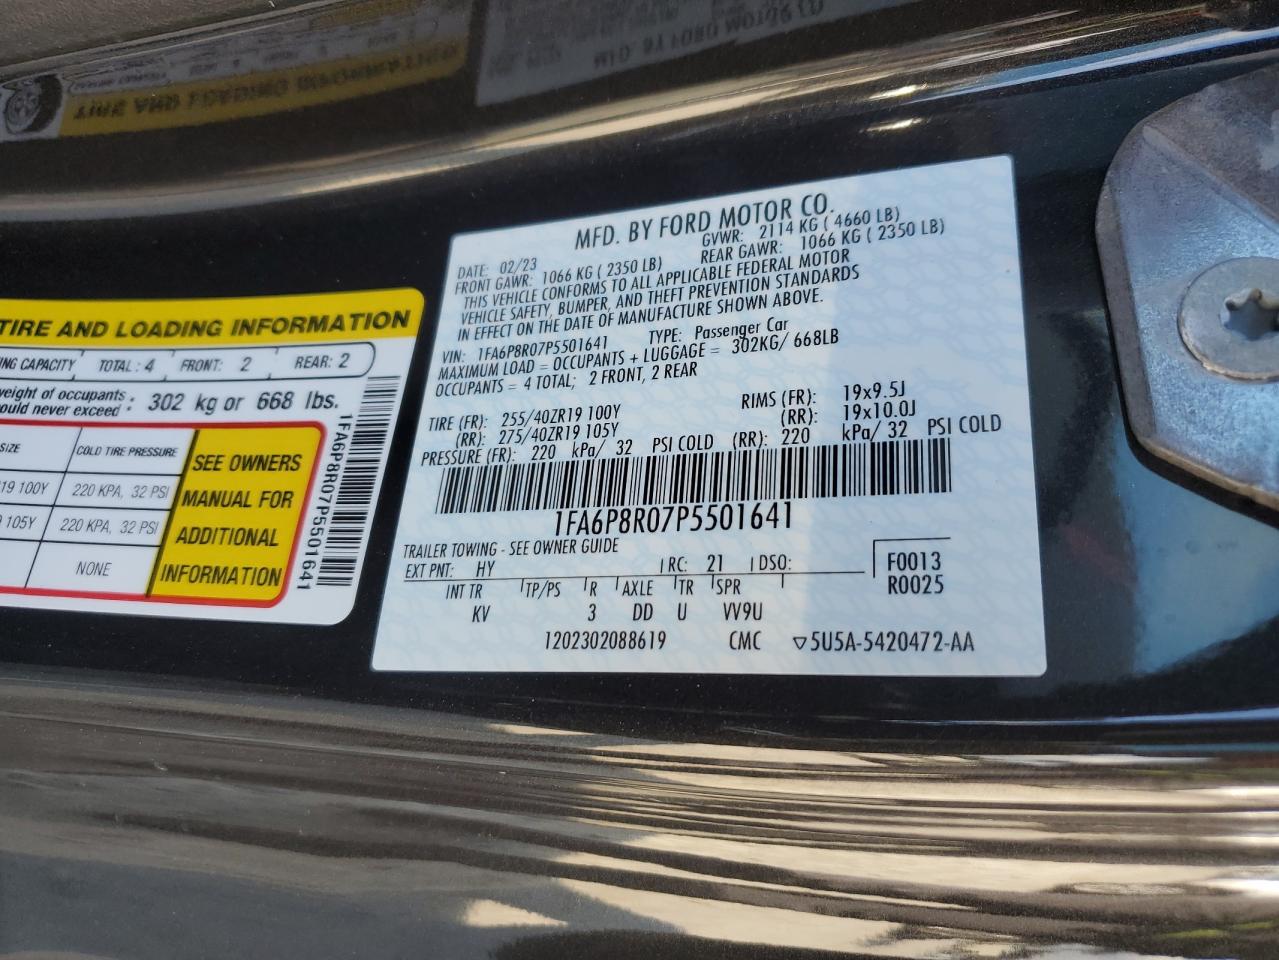 MFD. BY FORD MOTOR CO.
DATE: 02/23 GVWR: 2114 KG ( 4660 LB)
FRONT GAWR: 1066 KG ( 2350 LB) REAR GAWR: 1066 KG ( 2350 LB)
THIS VEHICLE CONFORMS TO ALL APPLICABLE FEDERAL MOTOR
VEHICLE SAFETY, BUMPER, AND THEFT PREVENTION STANDARDS
IN EFFECT ON THE DATE OF MANUFACTURE SHOWN ABOVE.
VIN: 1FA6P8R07P5501641 TYPE: Passenger Car
MAXIMUM LOAD = OCCUPANTS + LUGGAGE = 302KG/ 668LB
OCCUPANTS = 4 TOTAL; 2 FRONT, 2 REAR
TIRE (FR): 255/40ZR19 100Y RIMS (FR): 19x9.5J
(RR): 275/40ZR19 105Y (RR): 19x10.0J
PRESSURE (FR): 220 kPa/ 32 PSI COLD (RR): 220 kPa/ 32 PSI COLD
1FA6P8R07P5501641
TRAILER TOWING - SEE OWNER GUIDE
EXT PNT: HY RC: 21 DSO: F0013
R0025
INT TR TP/PS R AXLE TR SPR
KV 3 DD U VV9U
1202302088619 CMC 5U5A-5420472-AA
TIRE AND LOADING INFORMATION
NG CAPACITY TOTAL: 4 FRONT: 2 REAR: 2
weight of occupants
ould never exceed : 302 kg or 668 lbs.
SIZE COLD TIRE PRESSURE
19 100Y 220 KPA, 32 PSI
105Y 220 KPA, 32 PSI
NONE
SEE OWNERS
MANUAL FOR
ADDITIONAL
INFORMATION
1FA6P8R07P5501641